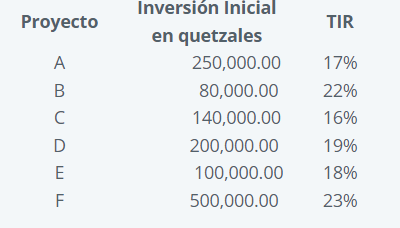 Proyecto Inversión Inicial en quetzales TIR
A 250,000.00 17%
B 80,000.00 22%
C 140,000.00 16%
D 200,000.00 19%
E 100,000.00 18%
F 500,000.00 23%